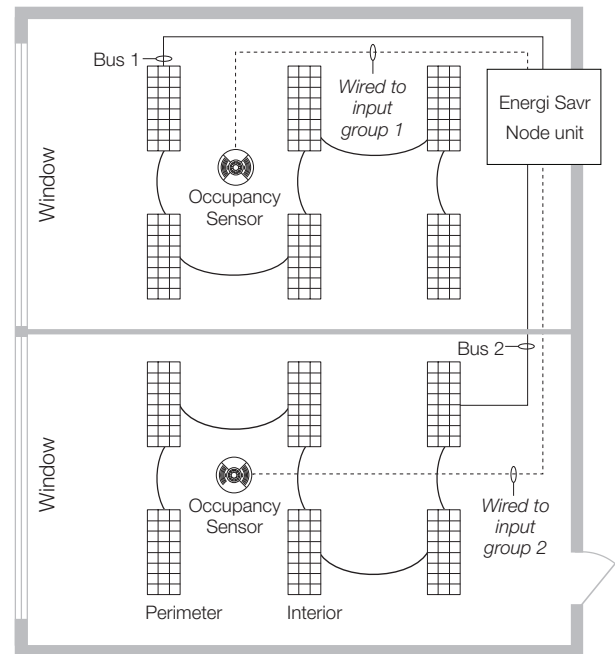 Bus 1
Wired to
input
group 1
Energi Savr
Node unit
Window
Occupancy
Sensor
Bus 2
Window
Occupancy
Sensor
Wired to
input
group 2
Perimeter
Interior